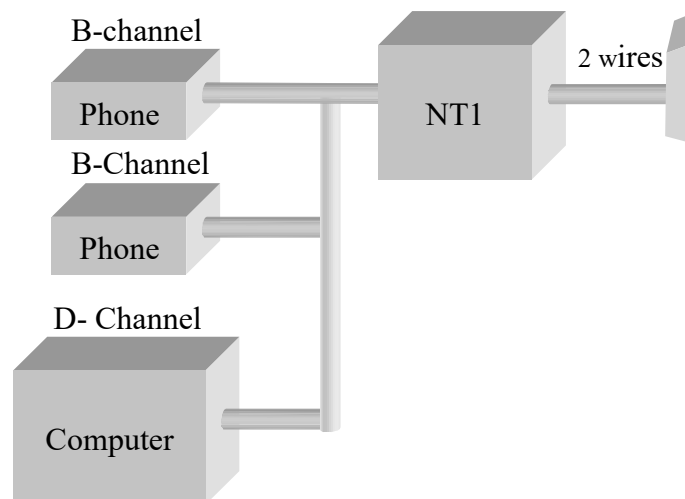 B-channel
Phone
NT1
2 wires
B-Channel
Phone
D- Channel
Computer